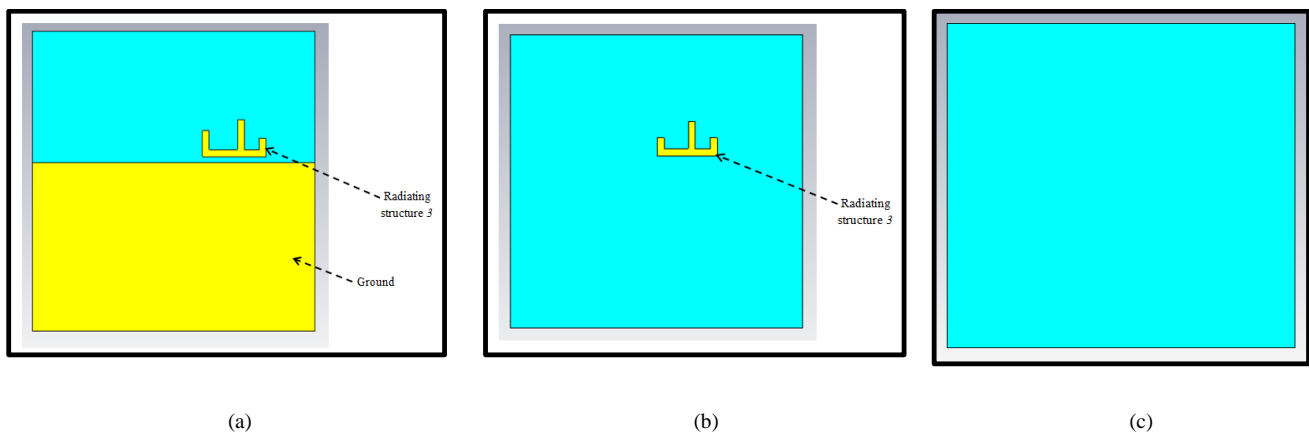 Radiating
structure 3
Ground
Radiating
structure 3
(a)
(b)
(c)